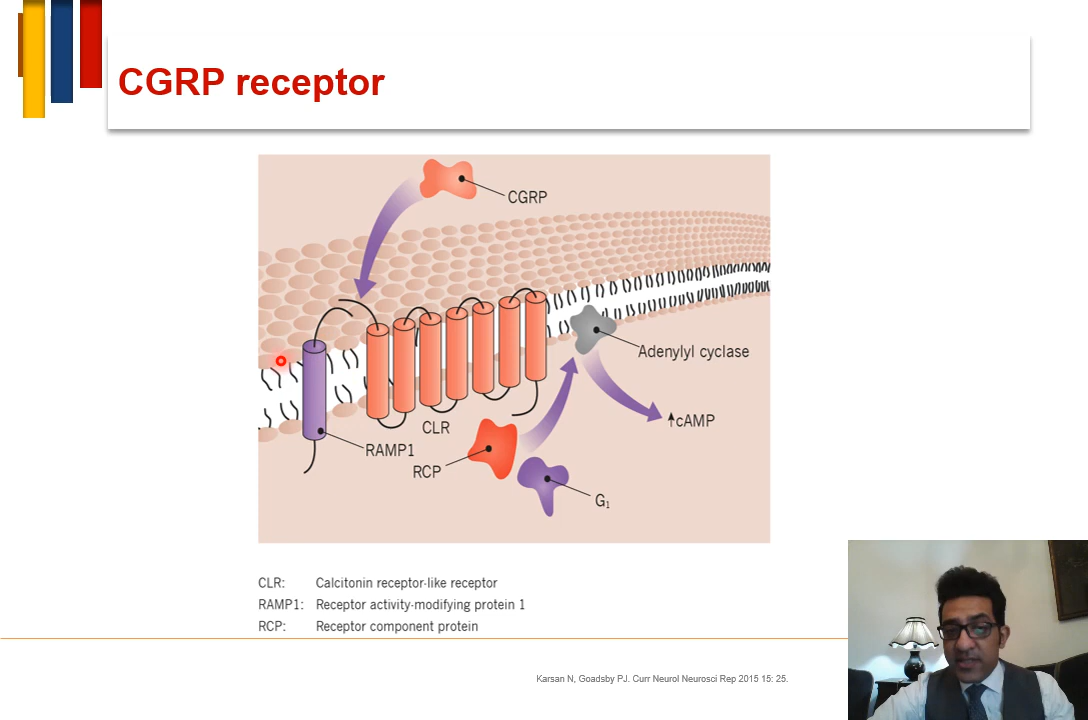 CGRP receptor
CGRP
Adenylyl cyclase
cAMP
CLR
RAMP1
RCP
G1
CLR: Calcitonin receptor-like receptor
RAMP1: Receptor activity-modifying protein 1
RCP: Receptor component protein
Karsan N, Goadsby PJ. Curr Neurol Neurosci Rep 2015 15: 25.